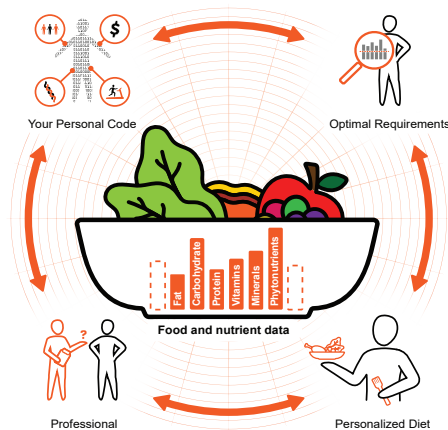 $
Your Personal Code
Optimal Requirements
Fat
Carbohydrate
Protein
Vitamins
Minerals
Phytonutrients
Food and nutrient data
?
Professional
Personalized Diet